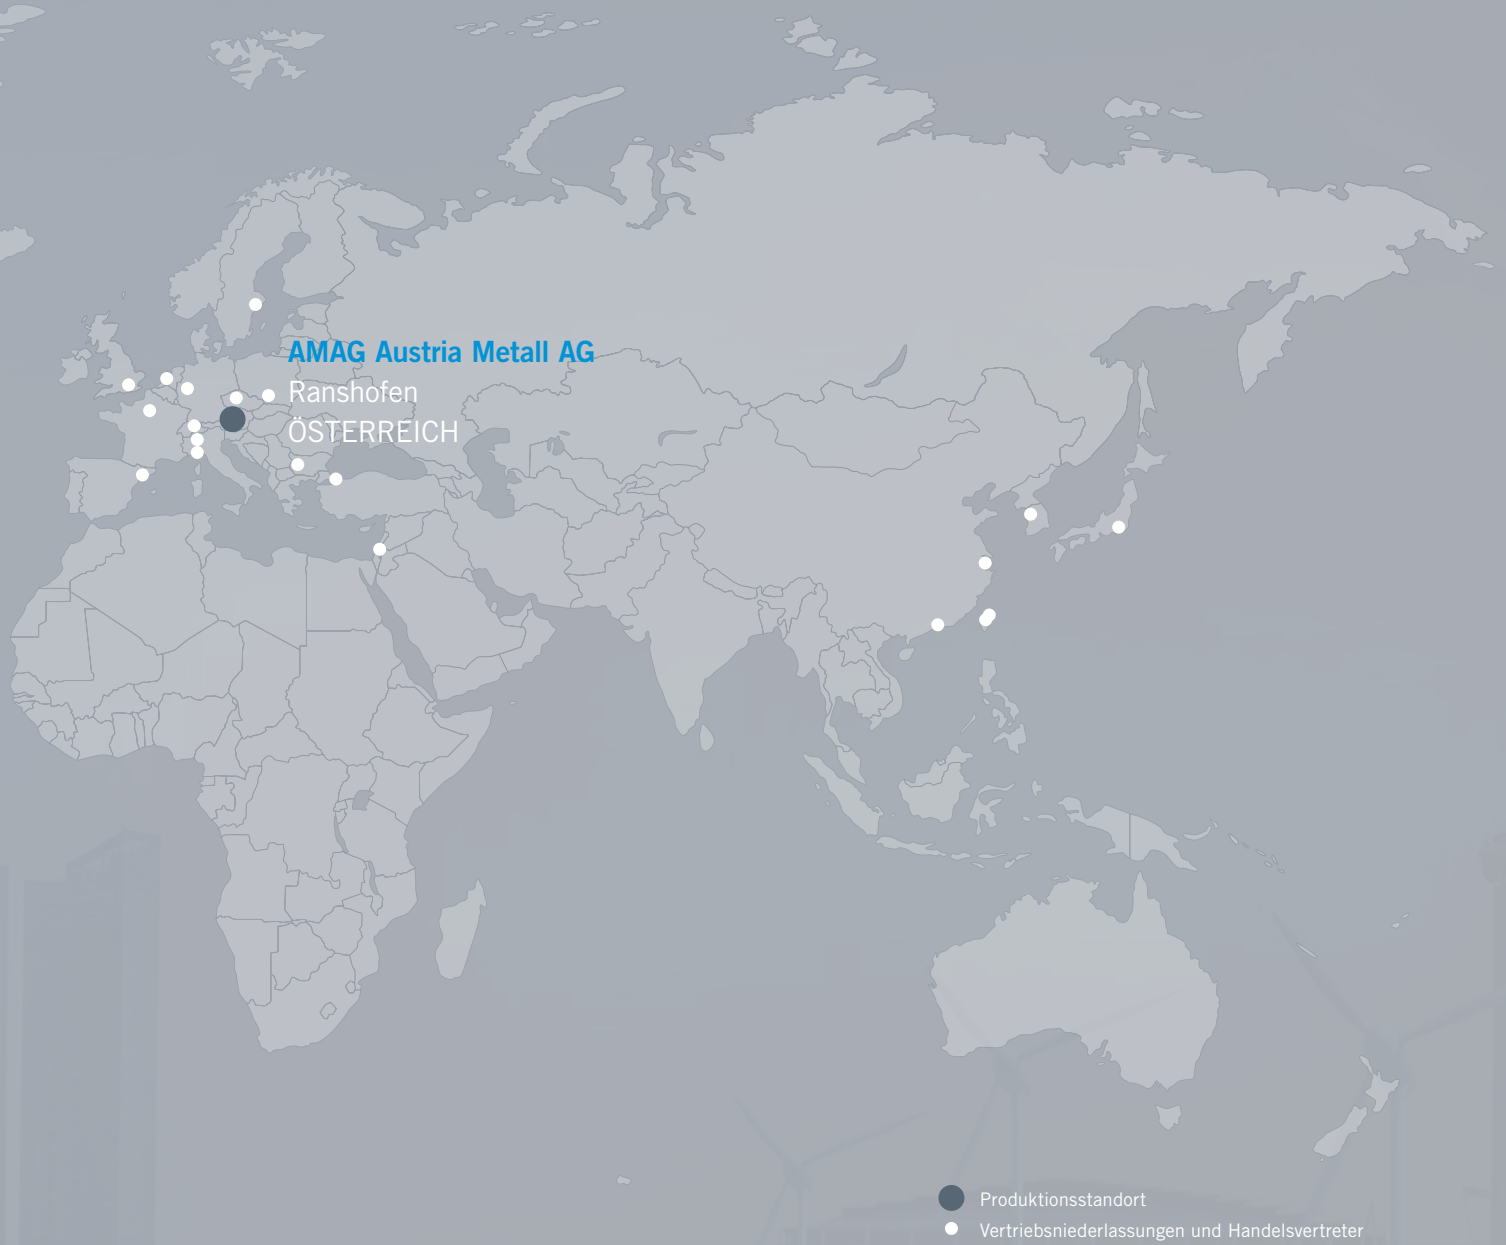 AMAG Austria Metall AG
Ranshofen
ÖSTERREICH
Produktionsstandort
Vertriebsniederlassungen und Handelsvertreter